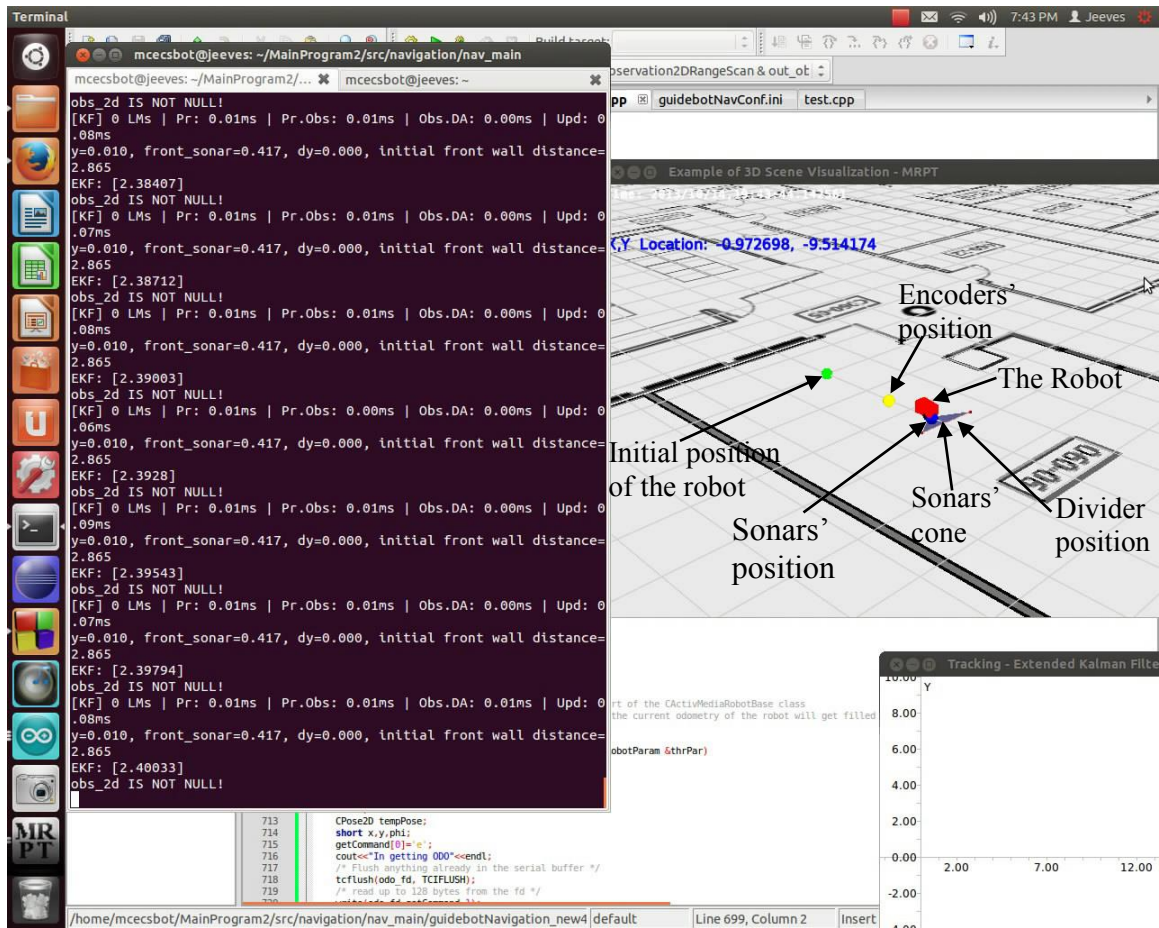 Terminal
7:43 PM
Jeeves
mcecsbot@jeeves: ~/MainProgram2/src/navigation/nav_main
Build target:
mcecsbot@jeeves: ~/MainProgram2/...
mcecsbot@jeeves: ~
servation2DRangeScan & out_ot
pp
guidebotNavConf.ini
test.cpp
obs_2d IS NOT NULL!
[KF] 0 LMs | Pr: 0.01ms | Pr.Obs: 0.01ms | Obs.DA: 0.00ms | Upd: 0
.08ms
y=0.010, front_sonar=0.417, dy=0.000, initial front wall distance=
2.865
EKF: [2.38407]
obs_2d IS NOT NULL!
[KF] 0 LMs | Pr: 0.01ms | Pr.Obs: 0.01ms | Obs.DA: 0.00ms | Upd: 0
.07ms
y=0.010, front_sonar=0.417, dy=0.000, initial front wall distance=
2.865
EKF: [2.38712]
obs_2d IS NOT NULL!
[KF] 0 LMs | Pr: 0.01ms | Pr.Obs: 0.01ms | Obs.DA: 0.00ms | Upd: 0
.08ms
y=0.010, front_sonar=0.417, dy=0.000, initial front wall distance=
2.865
EKF: [2.39003]
obs_2d IS NOT NULL!
[KF] 0 LMs | Pr: 0.01ms | Pr.Obs: 0.00ms | Obs.DA: 0.00ms | Upd: 0
.06ms
y=0.010, front_sonar=0.417, dy=0.000, initial front wall distance=
2.865
EKF: [2.3928]
obs_2d IS NOT NULL!
[KF] 0 LMs | Pr: 0.01ms | Pr.Obs: 0.01ms | Obs.DA: 0.00ms | Upd: 0
.09ms
y=0.010, front_sonar=0.417, dy=0.000, initial front wall distance=
2.865
EKF: [2.39543]
obs_2d IS NOT NULL!
[KF] 0 LMs | Pr: 0.01ms | Pr.Obs: 0.01ms | Obs.DA: 0.00ms | Upd: 0
.07ms
y=0.010, front_sonar=0.417, dy=0.000, initial front wall distance=
2.865
EKF: [2.39794]
obs_2d IS NOT NULL!
[KF] 0 LMs | Pr: 0.01ms | Pr.Obs: 0.01ms | Obs.DA: 0.00ms | Upd: 0
.08ms
y=0.010, front_sonar=0.417, dy=0.000, initial front wall distance=
2.865
EKF: [2.40033]
obs_2d IS NOT NULL!
Example of 3D Scene Visualization - MRPT
X,Y Location: -0.972698, -9.514174
Encoders'
position
The Robot
Initial position
of the robot
Sonars'
position
Sonars'
cone
Divider
position
90-090
rt of the CActivMediaRobotBase class
the current odometry of the robot will get filled
obotParam &thrPar)
Tracking - Extended Kalman Filte
10.00
Y
8.00
6.00
4.00
2.00
0.00
-2.00
2.00
7.00
12.00
MR
PT
713 CPose2D tempPose;
714 short x,y,phi;
715 getCommand[0]='e';
716 cout<<"In getting ODO"<<endl;
717 /* Flush anything already in the serial buffer */
718 tcflush(odo_fd, TCIFLUSH);
719 /* read up to 128 bytes from the fd */
/home/mcecsbot/MainProgram2/src/navigation/nav_main/guidebotNavigation_new4
default
Line 699, Column 2
Insert